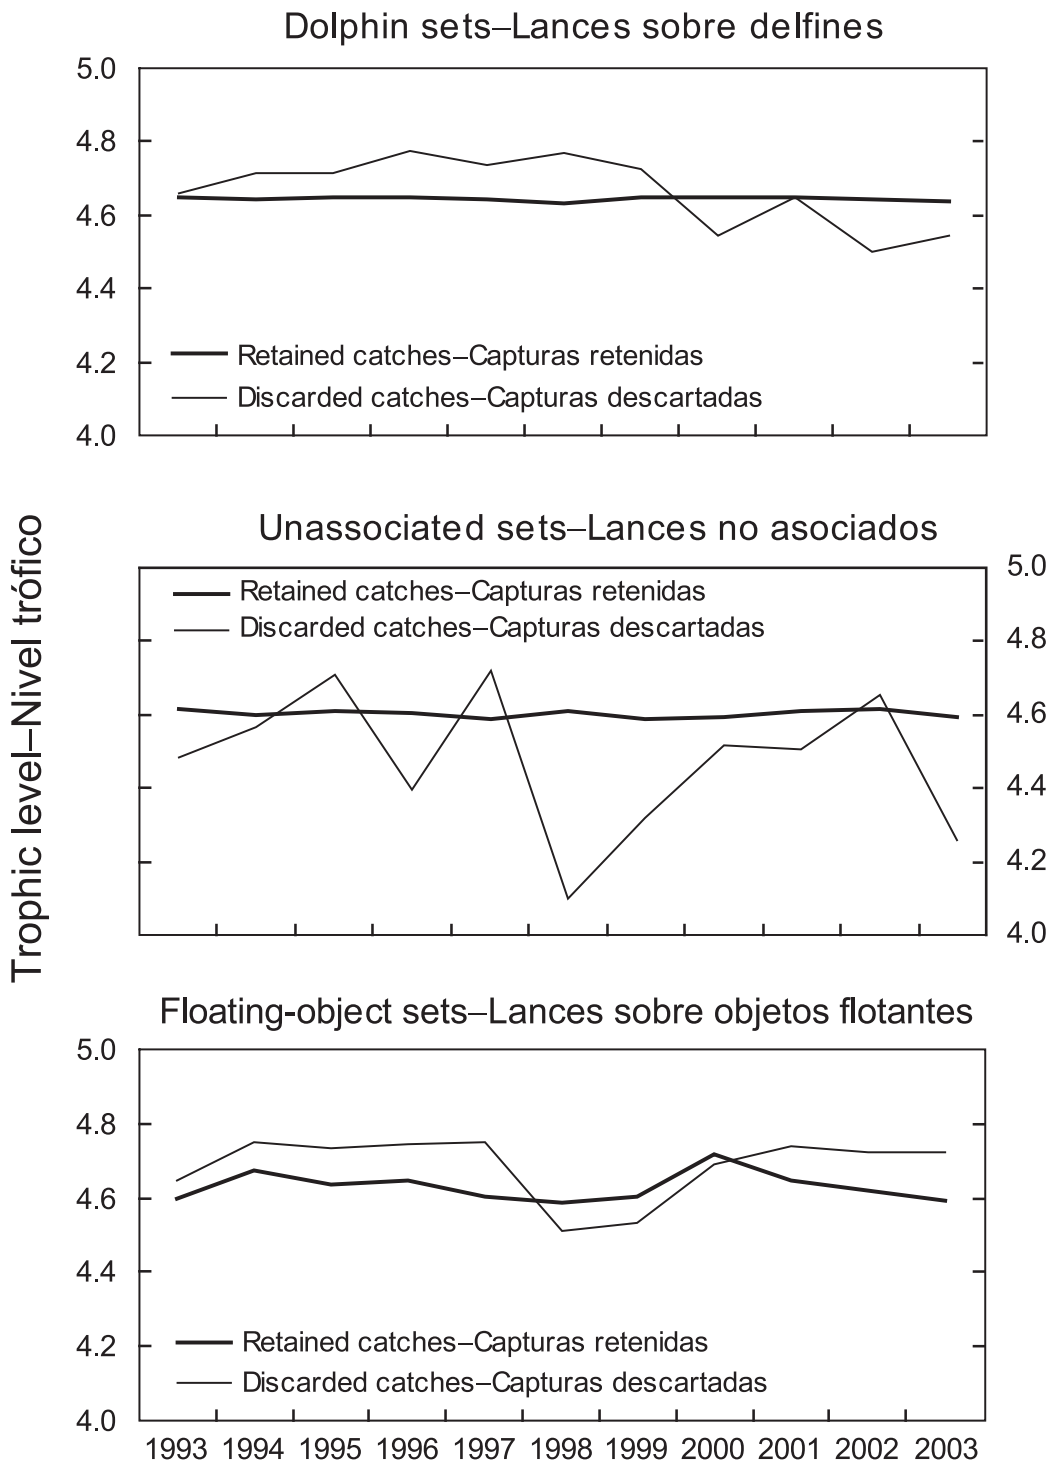 Dolphin sets–Lances sobre delfines
5.0
4.8
4.6
4.4
4.2
4.0
Retained catches–Capturas retenidas
Discarded catches–Capturas descartadas
Trophic level–Nivel trófico
Unassociated sets–Lances no asociados
Retained catches–Capturas retenidas
Discarded catches–Capturas descartadas
5.0
4.8
4.6
4.4
4.2
4.0
Floating-object sets–Lances sobre objetos flotantes
5.0
4.8
4.6
4.4
4.2
4.0
Retained catches–Capturas retenidas
Discarded catches–Capturas descartadas
1993 1994 1995 1996 1997 1998 1999 2000 2001 2002 2003